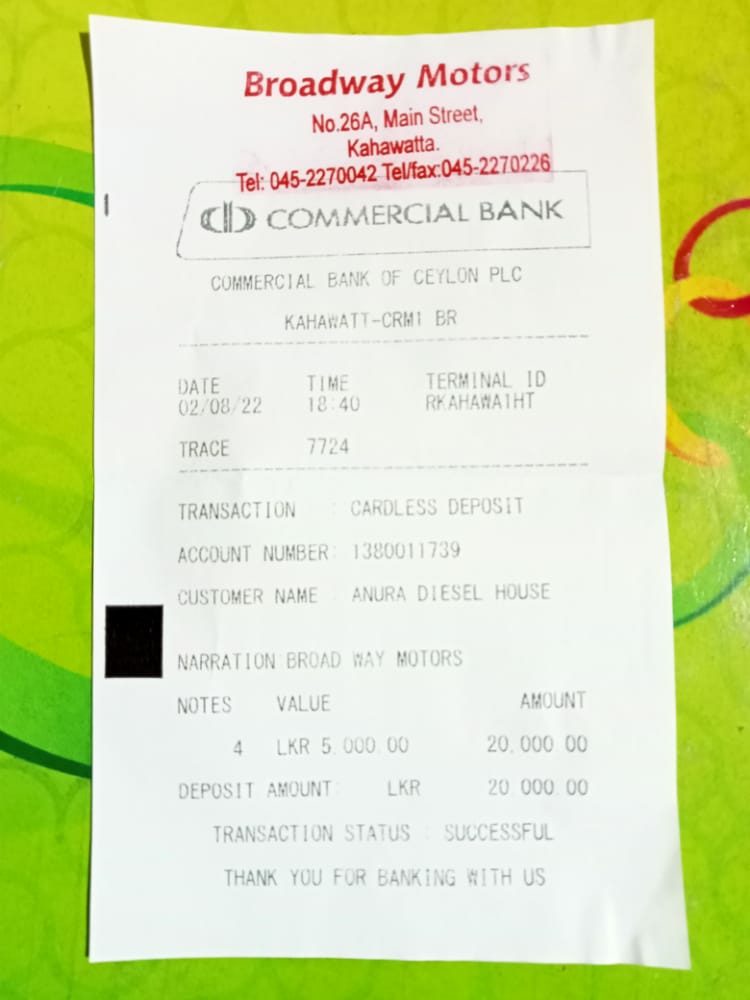 Broadway Motors
No.26A, Main Street,
Kahawatta.
Tel: 045-2270042 Tel/fax:045-2270226
COMMERCIAL BANK
COMMERCIAL BANK OF CEYLON PLC
KAHAWATT-CRM1 BR
DATE TIME TERMINAL ID
02/08/22 18:40 RKAHAWA1HT
TRACE 7724
TRANSACTION : CARDLESS DEPOSIT
ACCOUNT NUMBER: 1380011739
CUSTOMER NAME : ANURA DIESEL HOUSE
NARRATION:BROAD WAY MOTORS
NOTES VALUE AMOUNT
4 LKR 5,000.00 20,000.00
DEPOSIT AMOUNT: LKR 20,000.00
TRANSACTION STATUS : SUCCESSFUL
THANK YOU FOR BANKING WITH US